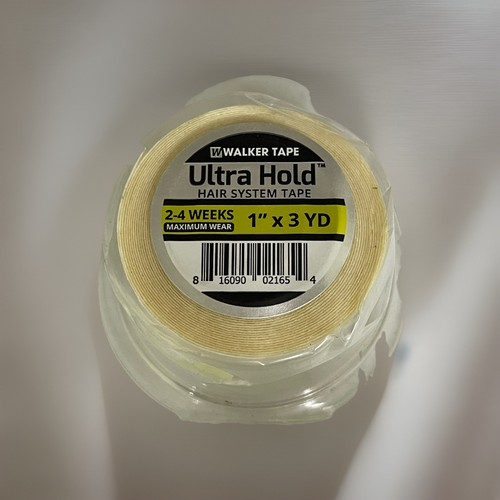 WALKER TAPE
Ultra Hold™
HAIR SYSTEM TAPE
2-4 WEEKS
MAXIMUM WEAR
1" x 3 YD
8 16090 02165 4